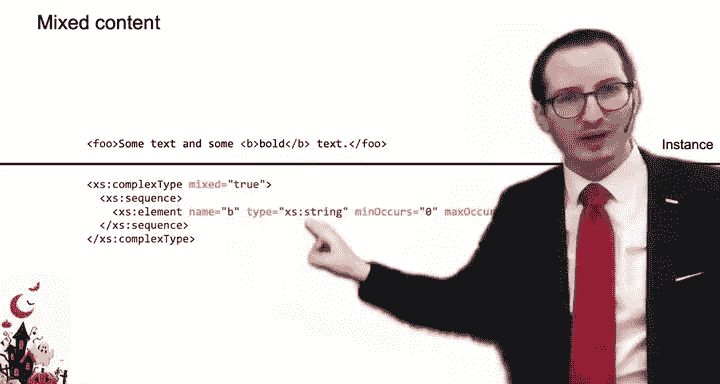 Mixed content
<foo>Some text and some <b>bold</b> text.</foo>
Instance
<xs:complexType mixed="true">
<xs:sequence>
<xs:element name="b" type="xs:string" minOccurs="0" maxOccur
</xs:sequence>
</xs:complexType>